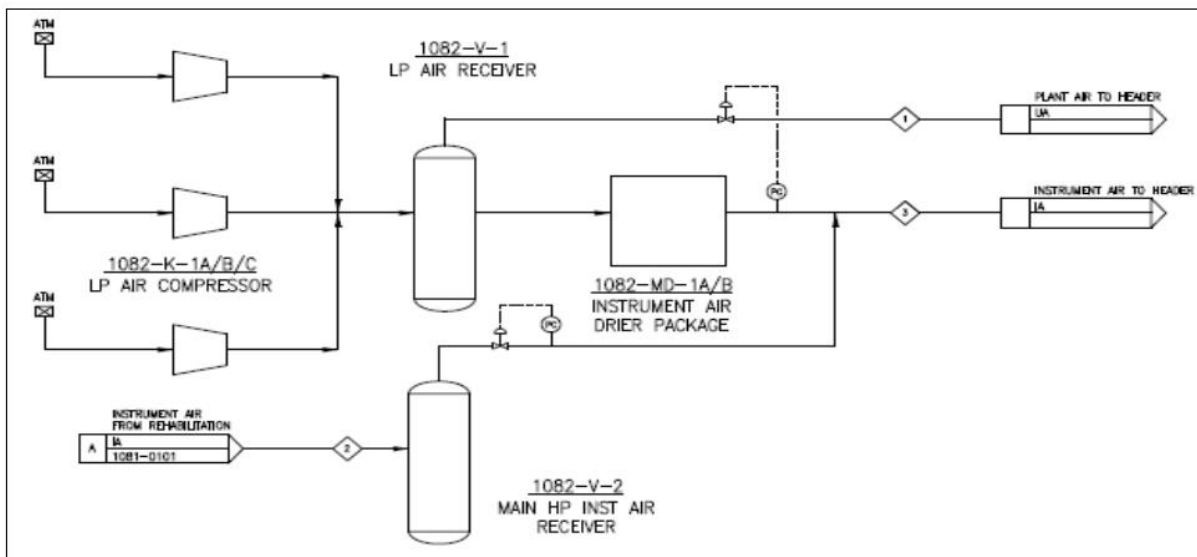 ATM
1082-V-1
LP AIR RECEIVER
PLANT AIR TO HEADER
UA
1
ATM
PC
INSTRUMENT AIR TO HEADER
IA
3
1082-K-1A/B/C
LP AIR COMPRESSOR
1082-MD-1A/B
INSTRUMENT AIR
DRIER PACKAGE
ATM
PC
INSTRUMENT AIR
FROM REHABILITATION
A
IA
1081-0101
2
1082-V-2
MAIN HP INST AIR
RECEIVER